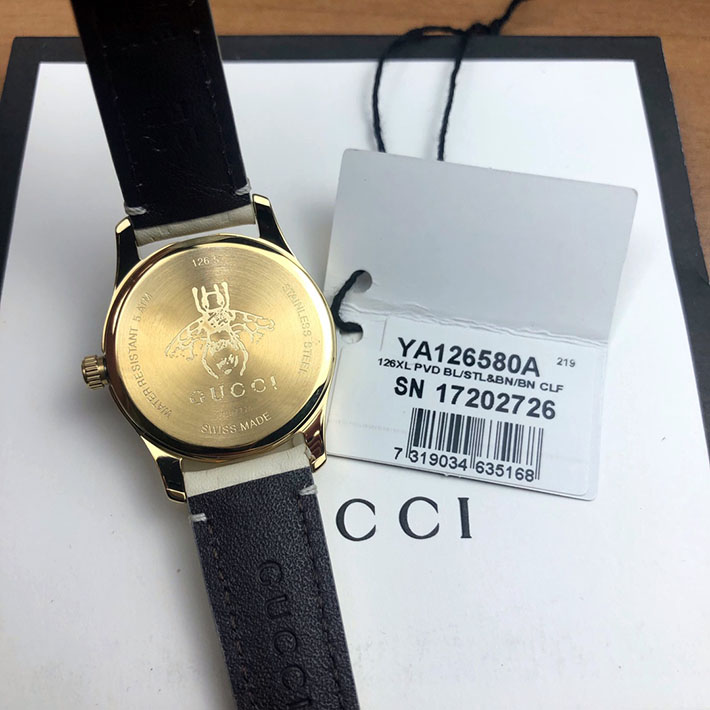 126.5
WATER RESISTANT 5 ATM
STAINLESS STEEL
GUCCI
SWISS MADE
YA126580A 219
126XL PVD BL/STL&BN/BN CLF
SN 17202726
7 319034 635168
CCI
GUCCI